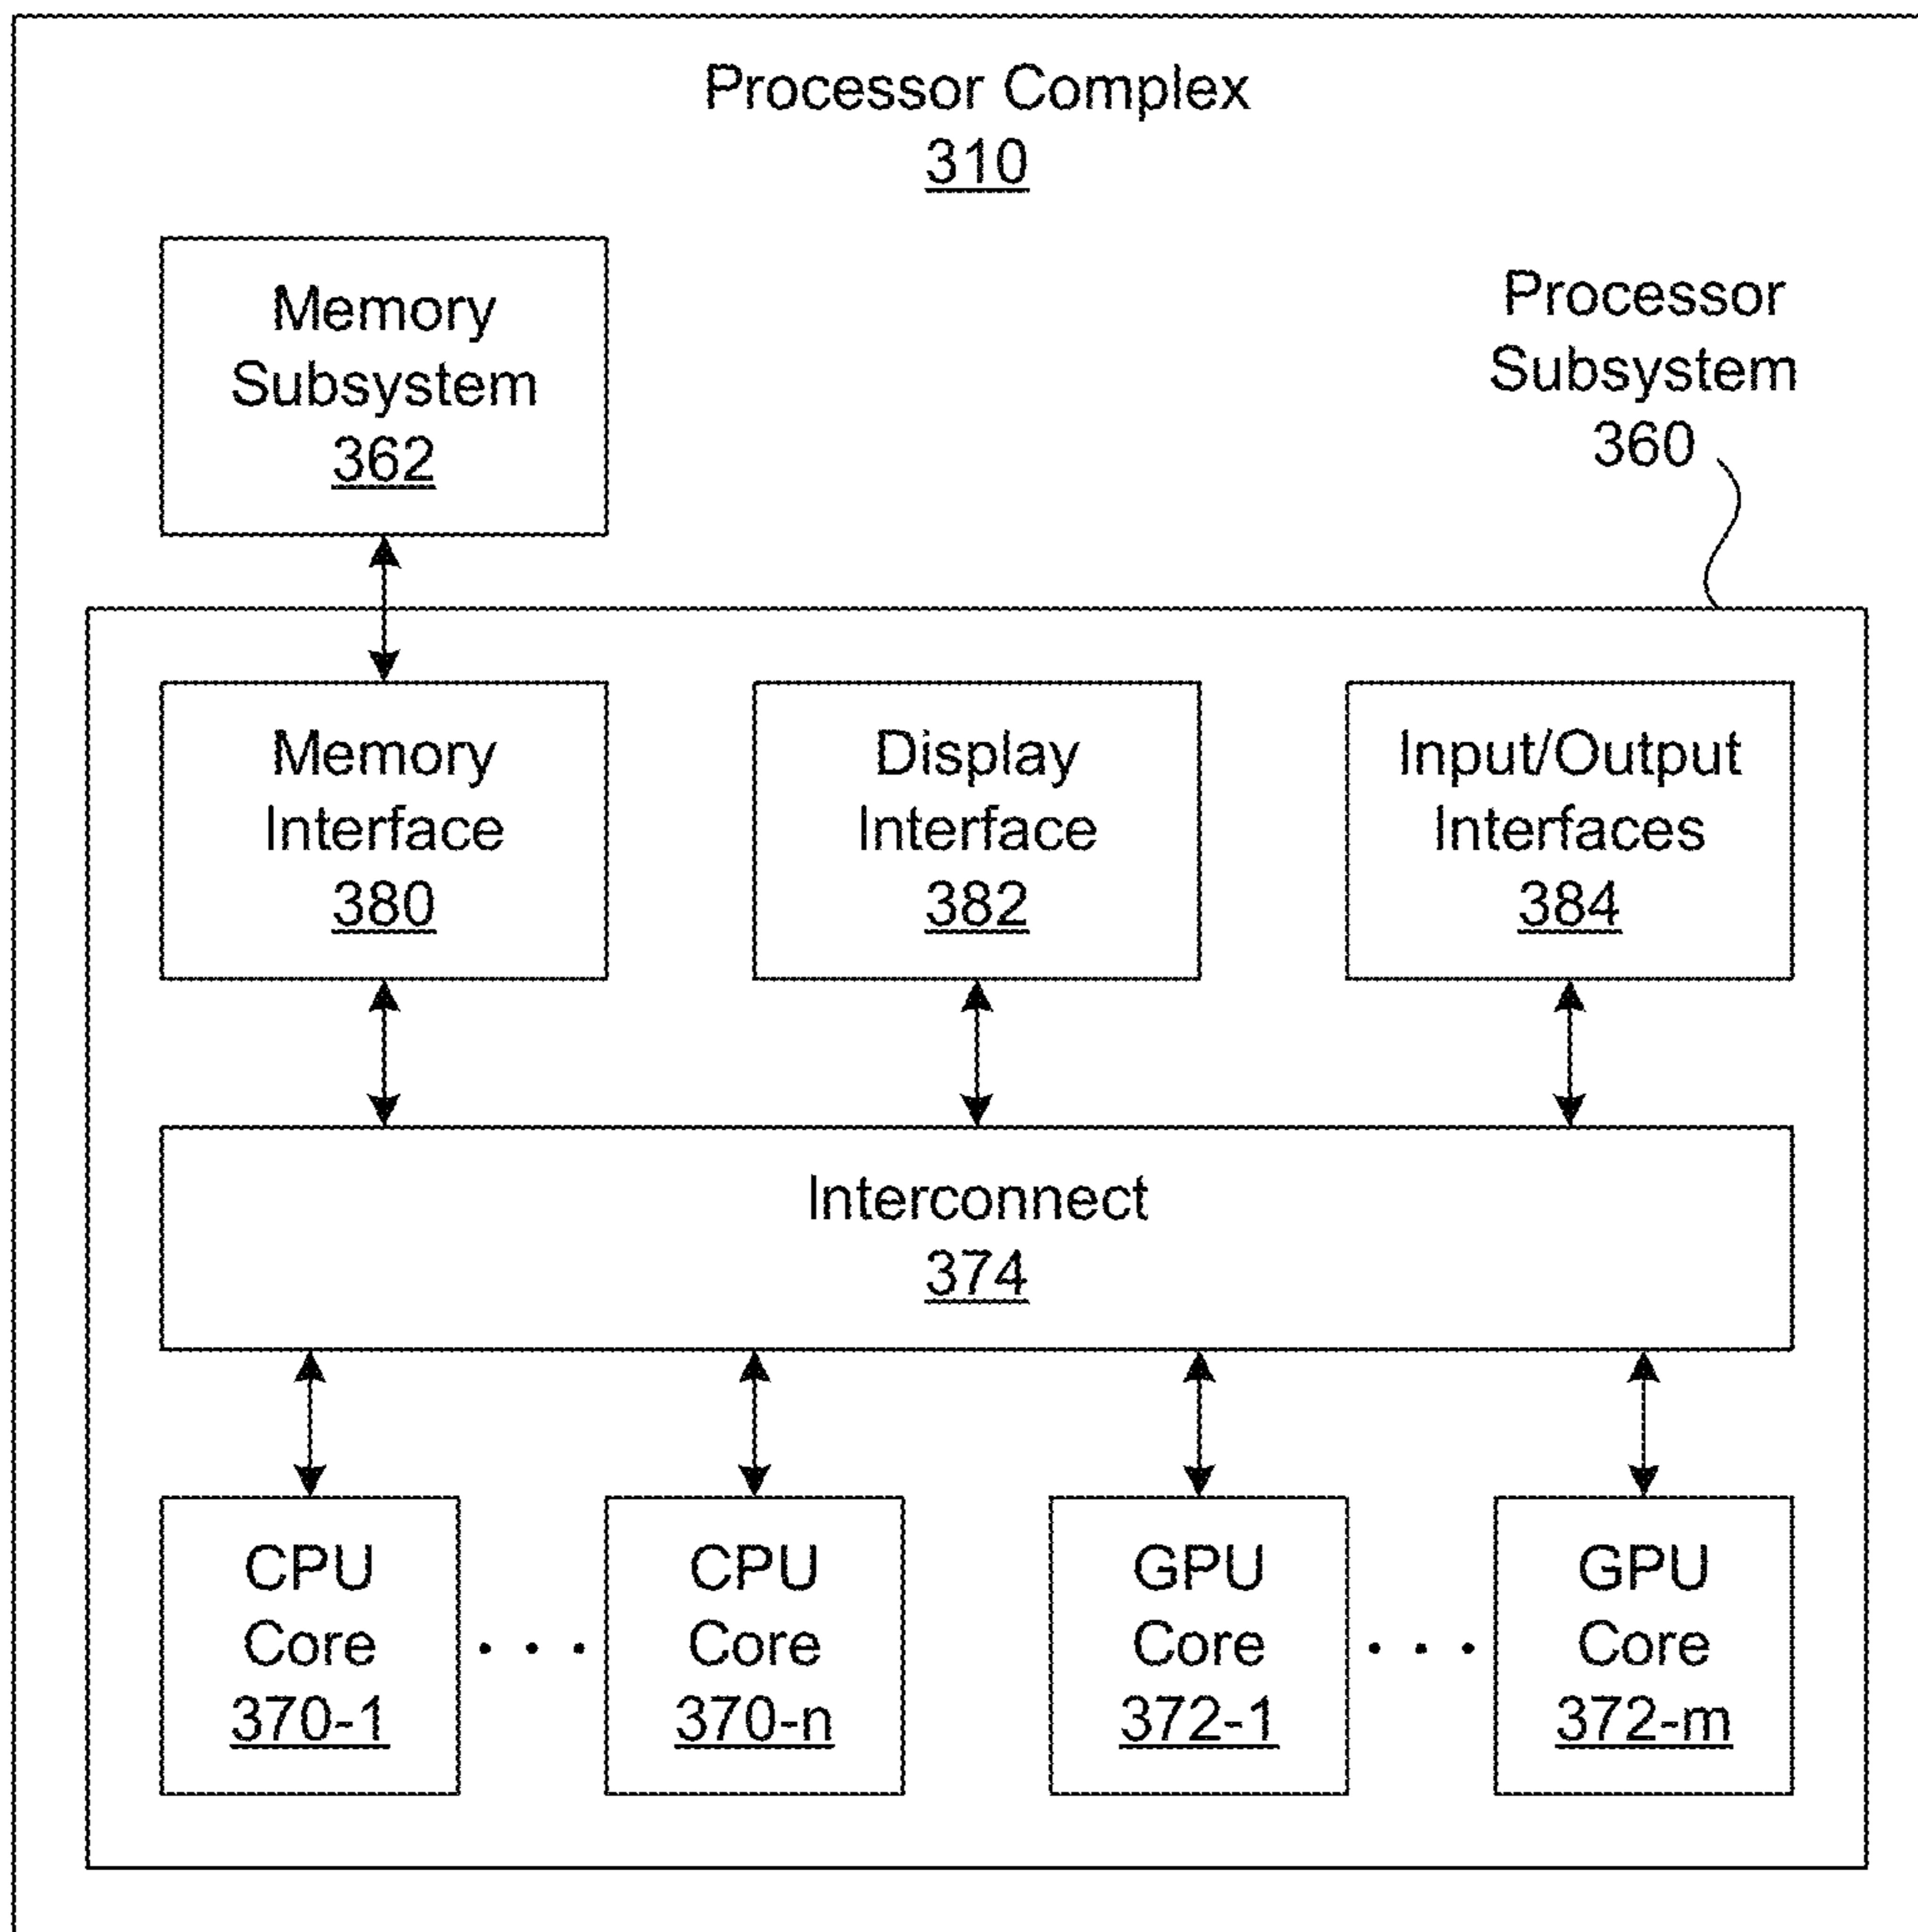 Processor Complex
310
Memory
Subsystem
362
Processor
Subsystem
360
Memory
Interface
380
Display
Interface
382
Input/Output
Interfaces
384
Interconnect
374
CPU
Core
370-1
. . .
CPU
Core
370-n
GPU
Core
372-1
. . .
GPU
Core
372-m